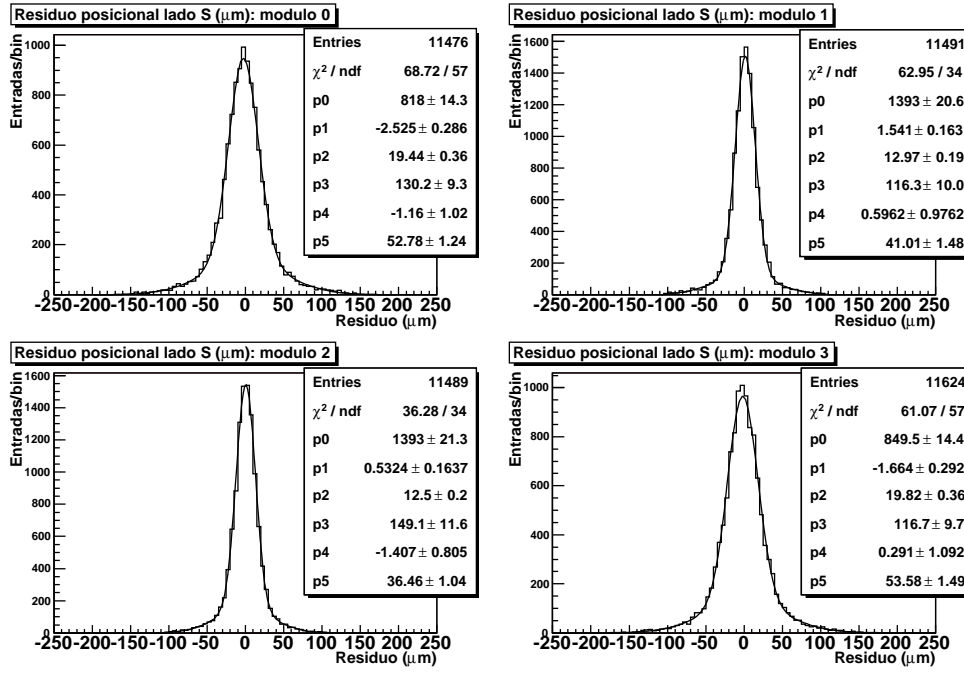 Residuo posicional lado S (μm): modulo 0
Entradas/bin
1000
800
600
400
200
0
-250 -200 -150 -100 -50 0 50 100 150 200 250
Residuo (μm)
Entries 11476
χ² / ndf 68.72 / 57
p0 818 ± 14.3
p1 -2.525 ± 0.286
p2 19.44 ± 0.36
p3 130.2 ± 9.3
p4 -1.16 ± 1.02
p5 52.78 ± 1.24
Residuo posicional lado S (μm): modulo 1
Entradas/bin
1600
1400
1200
1000
800
600
400
200
0
-250 -200 -150 -100 -50 0 50 100 150 200 250
Residuo (μm)
Entries 11491
χ² / ndf 62.95 / 34
p0 1393 ± 20.6
p1 1.541 ± 0.163
p2 12.97 ± 0.19
p3 116.3 ± 10.0
p4 0.5962 ± 0.9762
p5 41.01 ± 1.48
Residuo posicional lado S (μm): modulo 2
Entradas/bin
1600
1400
1200
1000
800
600
400
200
0
-250 -200 -150 -100 -50 0 50 100 150 200 250
Residuo (μm)
Entries 11489
χ² / ndf 36.28 / 34
p0 1393 ± 21.3
p1 0.5324 ± 0.1637
p2 12.5 ± 0.2
p3 149.1 ± 11.6
p4 -1.407 ± 0.805
p5 36.46 ± 1.04
Residuo posicional lado S (μm): modulo 3
Entradas/bin
1000
800
600
400
200
0
-250 -200 -150 -100 -50 0 50 100 150 200 250
Residuo (μm)
Entries 11624
χ² / ndf 61.07 / 57
p0 849.5 ± 14.4
p1 -1.664 ± 0.292
p2 19.82 ± 0.36
p3 116.7 ± 9.7
p4 0.291 ± 1.092
p5 53.58 ± 1.49